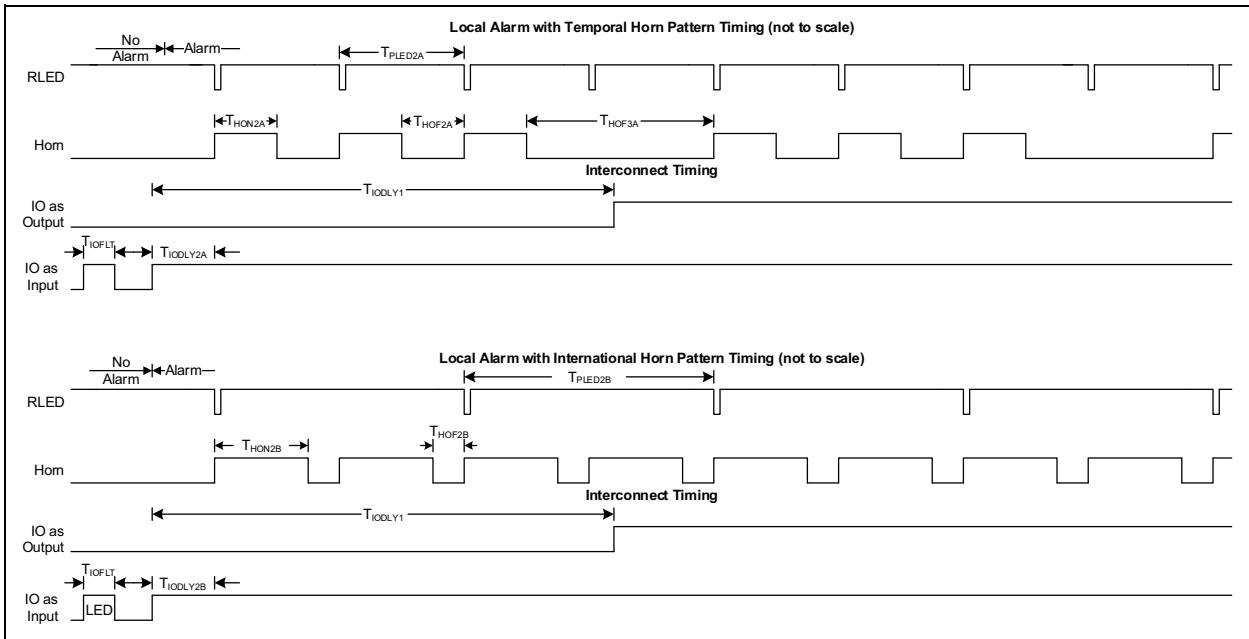 Local Alarm with Temporal Horn Pattern Timing (not to scale)
No
Alarm
Alarm
TPLED2A
RLED
THON2A
THOF2A
THOF3A
Horn
Interconnect Timing
TIODLY1
IO as
Output
TIOFLT
TIODLY2A
IO as
Input
Local Alarm with International Horn Pattern Timing (not to scale)
No
Alarm
Alarm
TPLED2B
RLED
THON2B
THOF2B
Horn
Interconnect Timing
TIODLY1
IO as
Output
TIOFLT
TIODLY2B
IO as
Input
LED